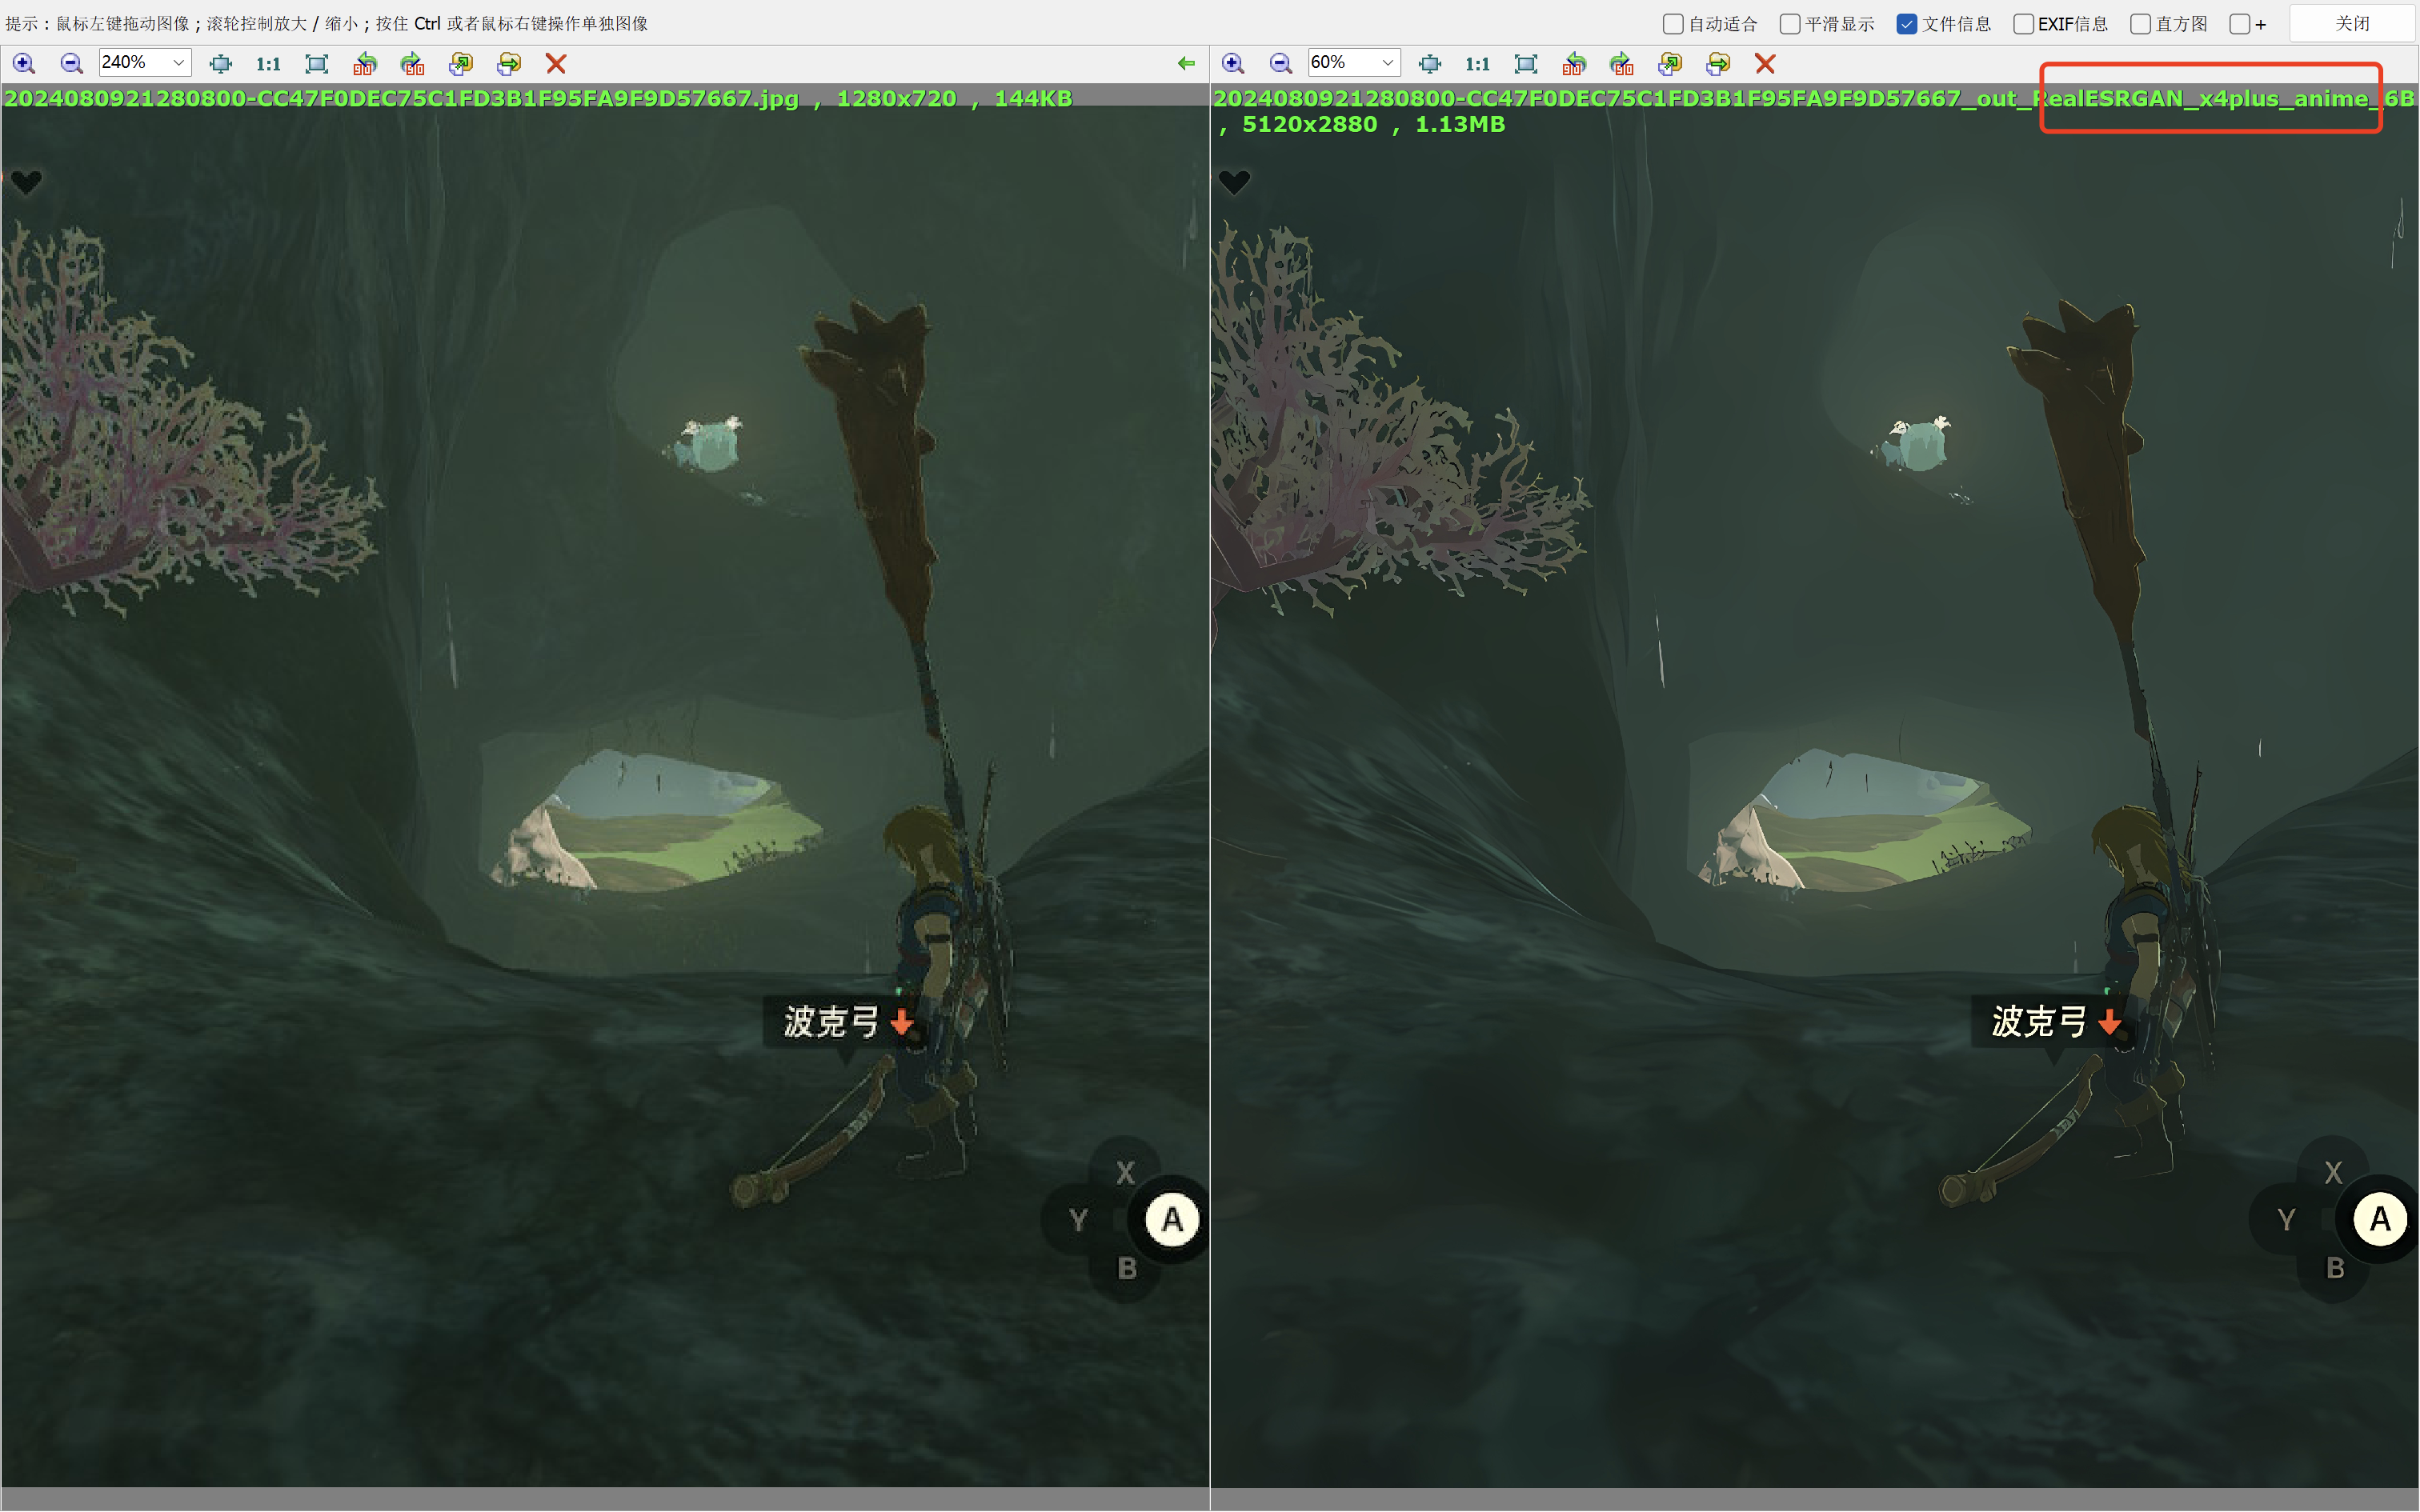 提示：鼠标左键拖动图像；滚轮控制放大 / 缩小；按住 Ctrl 或者鼠标右键操作单独图像
自动适合 平滑显示 文件信息 EXIF信息 直方图 + 关闭
240% 1:1
60% 1:1
2024080921280800-CC47F0DEC75C1FD3B1F95FA9F9D57667.jpg , 1280x720 , 144KB
2024080921280800-CC47F0DEC75C1FD3B1F95FA9F9D57667_out_RealESRGAN_x4plus_anime_6B
, 5120x2880 , 1.13MB
波克弓
X
Y
A
B
波克弓
X
Y
A
B